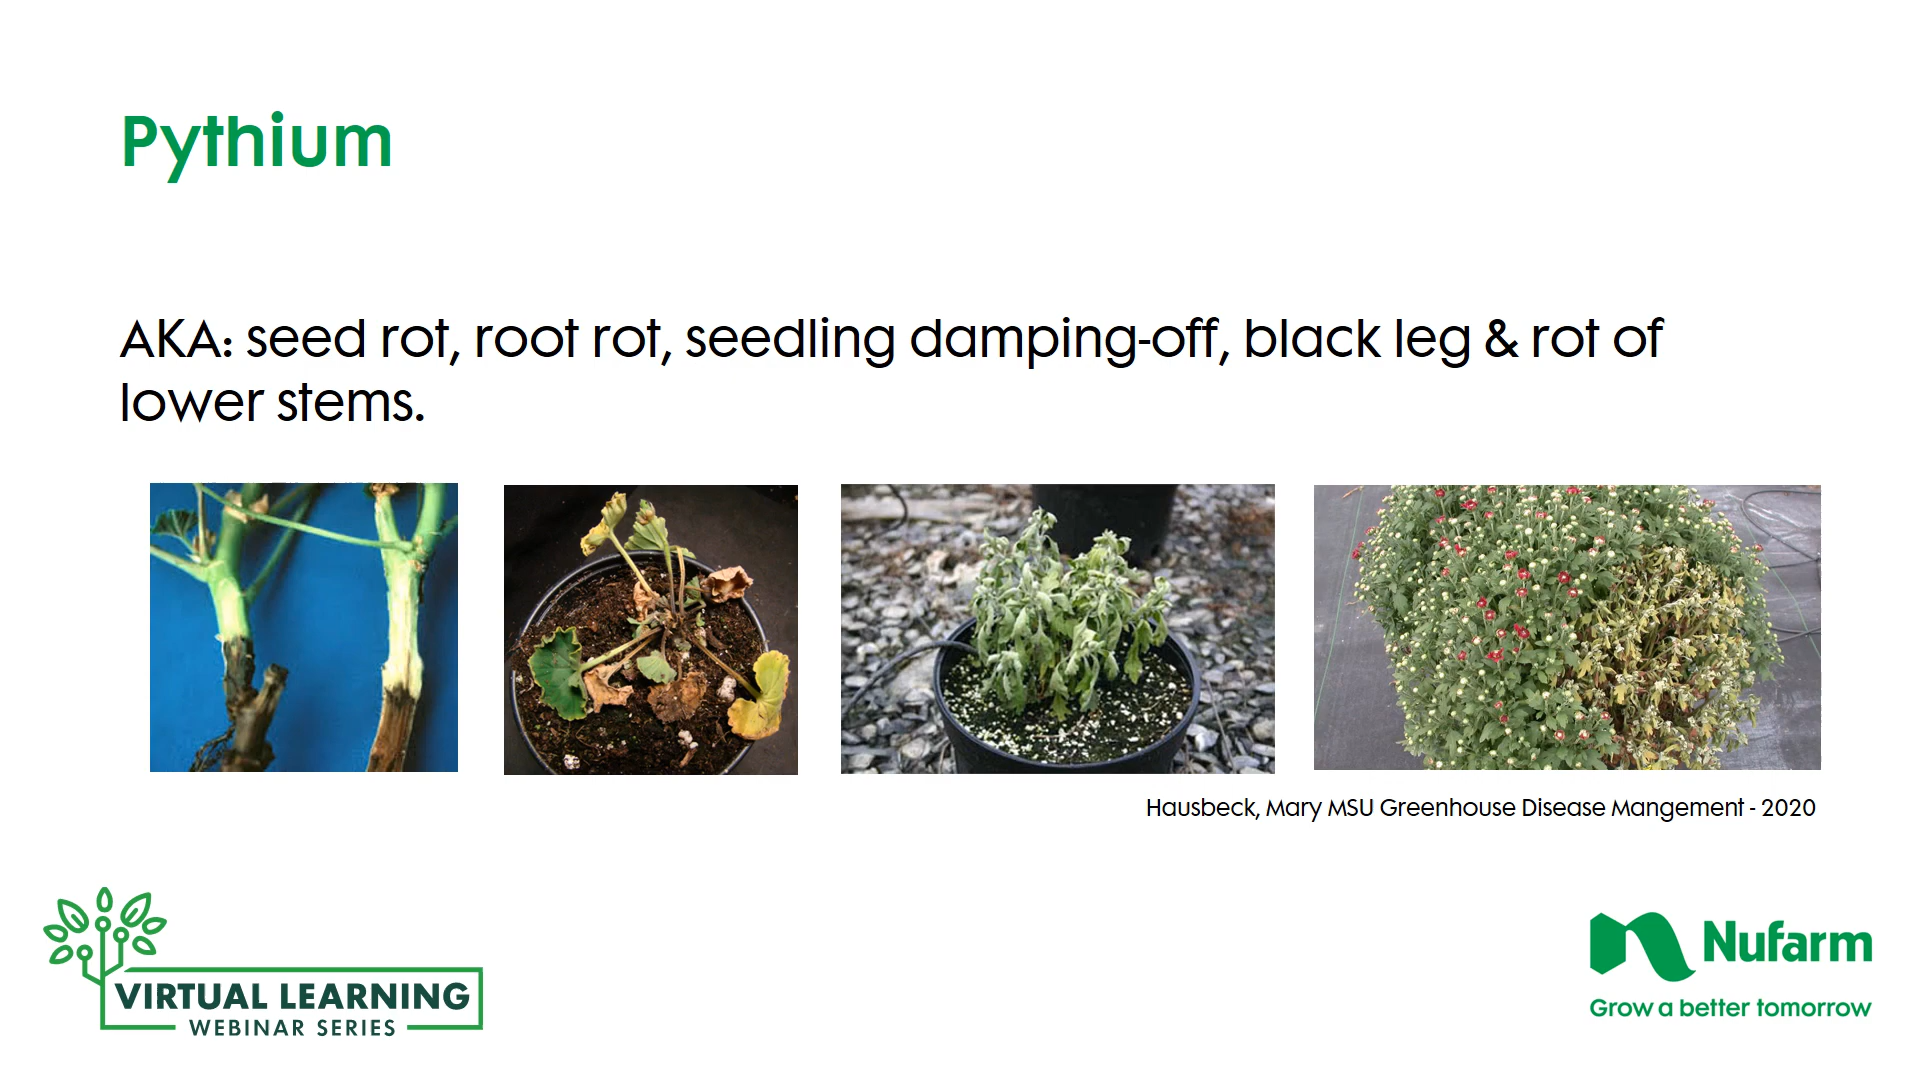 Pythium
AKA: seed rot, root rot, seedling damping-off, black leg & rot of
lower stems.
Hausbeck, Mary MSU Greenhouse Disease Mangement - 2020
VIRTUAL LEARNING
WEBINAR SERIES
Nufarm
Grow a better tomorrow